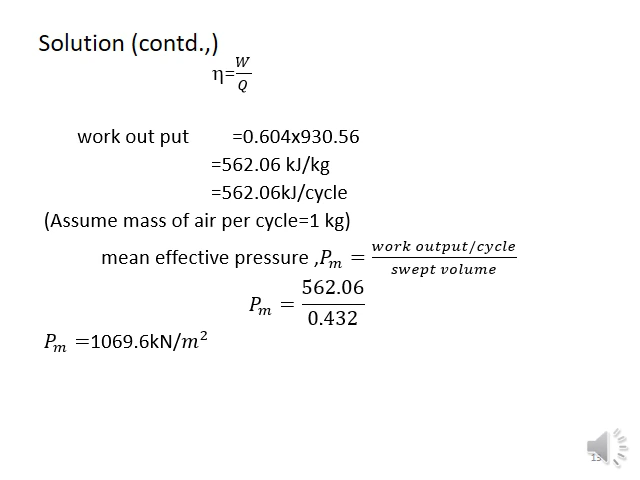 Solution (contd.,)
η=W/Q
work out put =0.604x930.56
=562.06 kJ/kg
=562.06kJ/cycle
(Assume mass of air per cycle=1 kg)
mean effective pressure ,Pₘ = work output/cycle / swept volume
Pₘ = 562.06 / 0.432
Pₘ =1069.6kN/m²